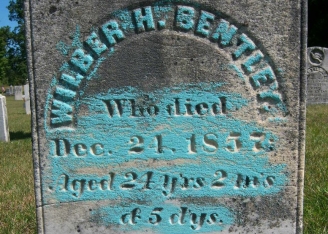 WILBER H. BENTLEY
Who died
Dec. 21. 1857:
Aged 24 yrs 2 m's
& 5 dys.